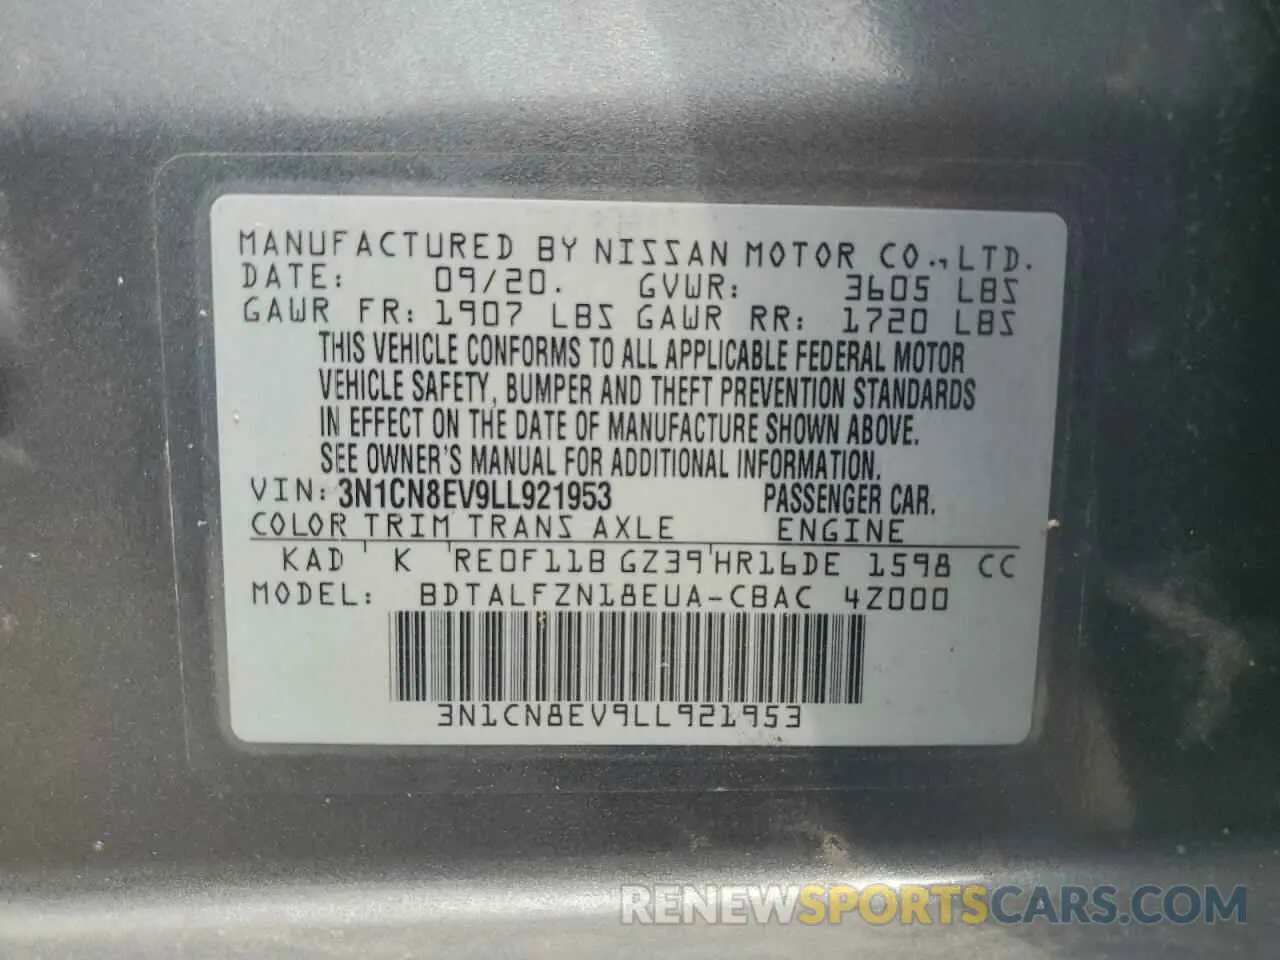 MANUFACTURED BY NISSAN MOTOR CO., LTD.
DATE: 09/20. GVWR: 3605 LBS
GAWR FR: 1907 LBS GAWR RR: 1720 LBS
THIS VEHICLE CONFORMS TO ALL APPLICABLE FEDERAL MOTOR
VEHICLE SAFETY, BUMPER AND THEFT PREVENTION STANDARDS
IN EFFECT ON THE DATE OF MANUFACTURE SHOWN ABOVE.
SEE OWNER'S MANUAL FOR ADDITIONAL INFORMATION.
VIN: 3N1CN8EV9LL921953 PASSENGER CAR.
COLOR TRIM TRANS AXLE ENGINE
KAD K RE0F11B GZ39 HR16DE 1598 CC
MODEL: BDTALFZN18EUA-CBAC 4Z000
3N1CN8EV9LL921953
RENEWSPORTSCARS.COM